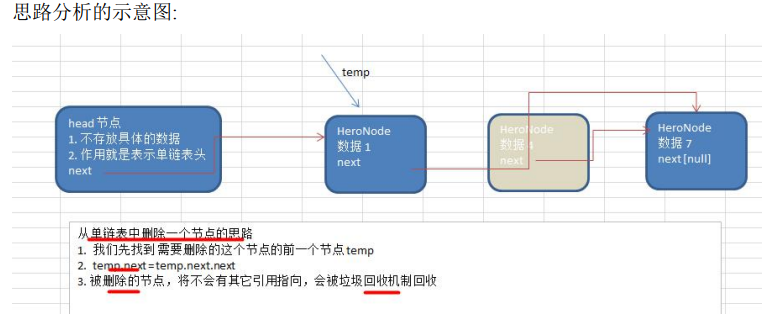 思路分析的示意图:
temp
head 节点
1. 不存放具体的数据
2. 作用就是表示单链表头
next
HeroNode
数据 1
next
HeroNode
数据 4
next
HeroNode
数据 7
next [null]
从单链表中删除一个节点的思路
1. 我们先找到 需要删除的这个节点的前一个节点 temp
2. temp.next = temp.next.next
3. 被删除的节点，将不会有其它引用指向，会被垃圾回收机制回收